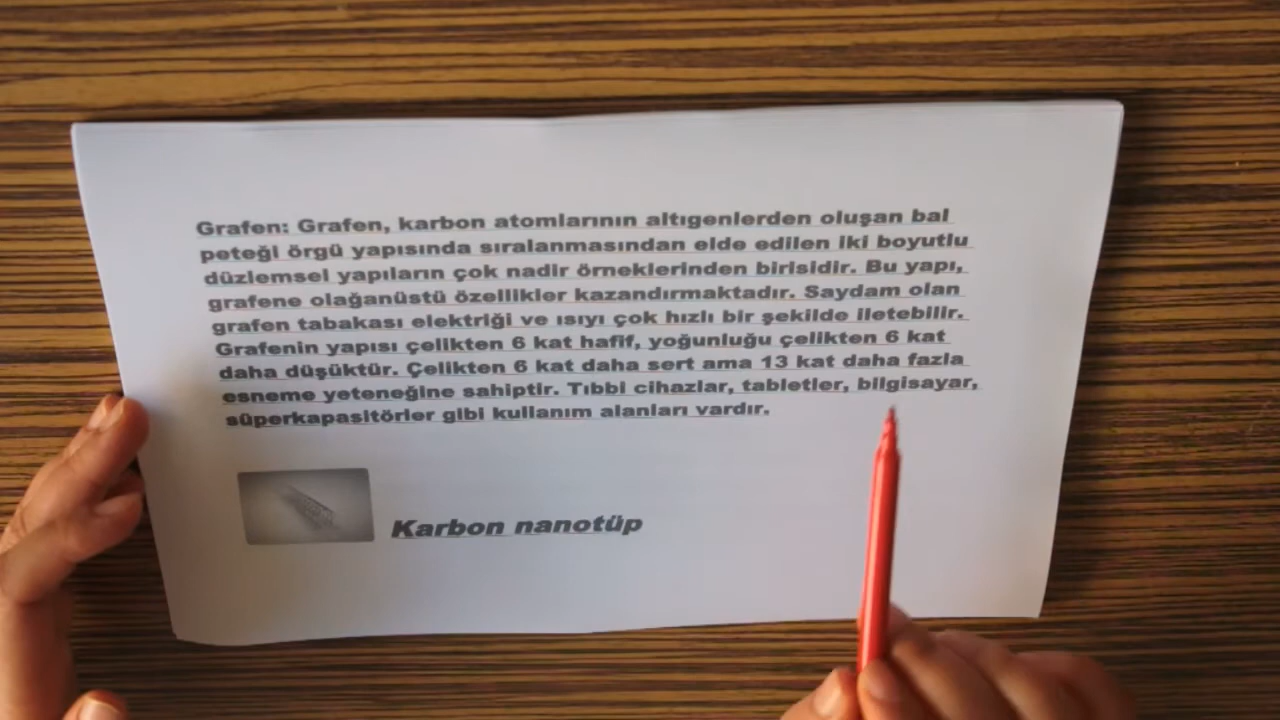 Grafen: Grafen, karbon atomlarının altıgenlerden oluşan bal
peteği örgü yapısında sıralanmasından elde edilen iki boyutlu
düzlemsel yapıların çok nadir örneklerinden birisidir. Bu yapı,
grafene olağanüstü özellikler kazandırmaktadır. Saydam olan
grafen tabakası elektriği ve ısıyı çok hızlı bir şekilde iletebilir.
Grafenin yapısı çelikten 6 kat hafif, yoğunluğu çelikten 6 kat
daha düşüktür. Çelikten 6 kat daha sert ama 13 kat daha fazla
esneme yeteneğine sahiptir. Tıbbi cihazlar, tabletler, bilgisayar,
süperkapasitörler gibi kullanım alanları vardır.
Karbon nanotüp